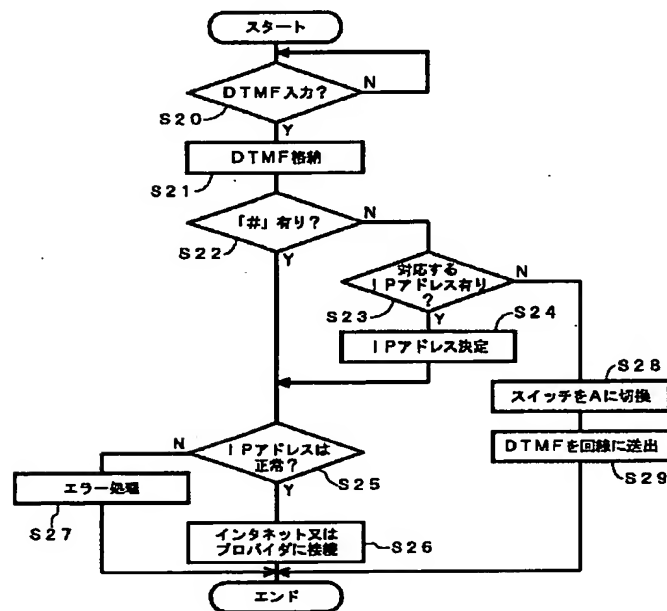 スタート
DTMF入力?
N
S20
Y
DTMF格納
S21
「#」有り?
N
S22
Y
対応する
IPアドレス有り
?
N
S23
Y
S24
IPアドレス決定
S28
スイッチをAに切換
N
IPアドレスは
正常?
DTMFを回線に送出
S25
S29
エラー処理
Y
S27
インタネット又は
プロバイダに接続
S26
エンド